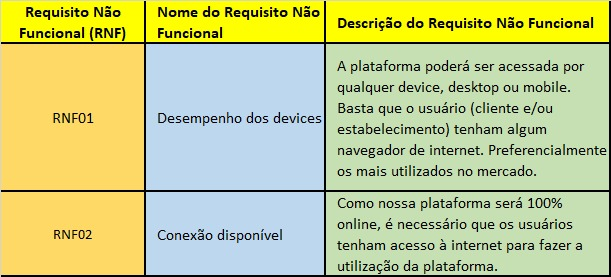 Requisito Não
Funcional (RNF)
Nome do Requisito Não
Funcional
Descrição do Requisito Não Funcional
RNF01
Desempenho dos devices
A plataforma poderá ser acessada por
qualquer device, desktop ou mobile.
Basta que o usuário (cliente e/ou
estabelecimento) tenham algum
navegador de internet. Preferencialmente
os mais utilizados no mercado.
RNF02
Conexão disponível
Como nossa plataforma será 100%
online, é necessário que os usuários
tenham acesso à internet para fazer a
utilização da plataforma.